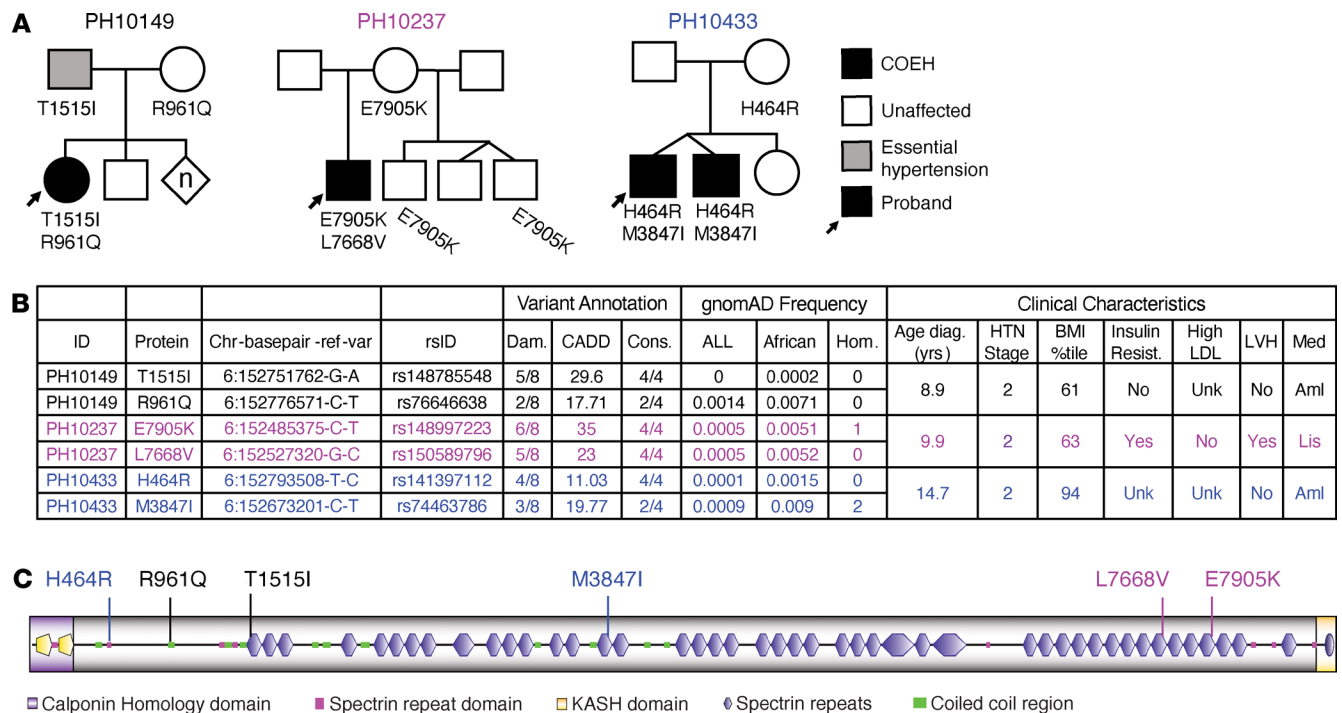 A
PH10149
PH10237
PH10433
T1515I
R961Q
E7905K
H464R
n
T1515I
R961Q
E7905K
L7668V
E7905K
E7905K
H464R
M3847I
H464R
M3847I
COEH
Unaffected
Essential
hypertension
Proband
B
Variant Annotation gnomAD Frequency Clinical Characteristics
ID Protein Chr-basepair -ref-var rsID Dam. CADD Cons. ALL African Hom. Age diag. (yrs) HTN Stage BMI %tile Insulin Resist. High LDL LVH Med
PH10149 T1515I 6:152751762-G-A rs148785548 5/8 29.6 4/4 0 0.0002 0 8.9 2 61 No Unk No Aml
PH10149 R961Q 6:152776571-C-T rs76646638 2/8 17.71 2/4 0.0014 0.0071 0
PH10237 E7905K 6:152485375-C-T rs148997223 6/8 35 4/4 0.0005 0.0051 1 9.9 2 63 Yes No Yes Lis
PH10237 L7668V 6:152527320-G-C rs150589796 5/8 23 4/4 0.0005 0.0052 0
PH10433 H464R 6:152793508-T-C rs141397112 4/8 11.03 4/4 0.0001 0.0015 0 14.7 2 94 Unk Unk No Aml
PH10433 M3847I 6:152673201-C-T rs74463786 3/8 19.77 2/4 0.0009 0.009 2
C H464R R961Q T1515I M3847I L7668V E7905K
Calponin Homology domain Spectrin repeat domain KASH domain Spectrin repeats Coiled coil region